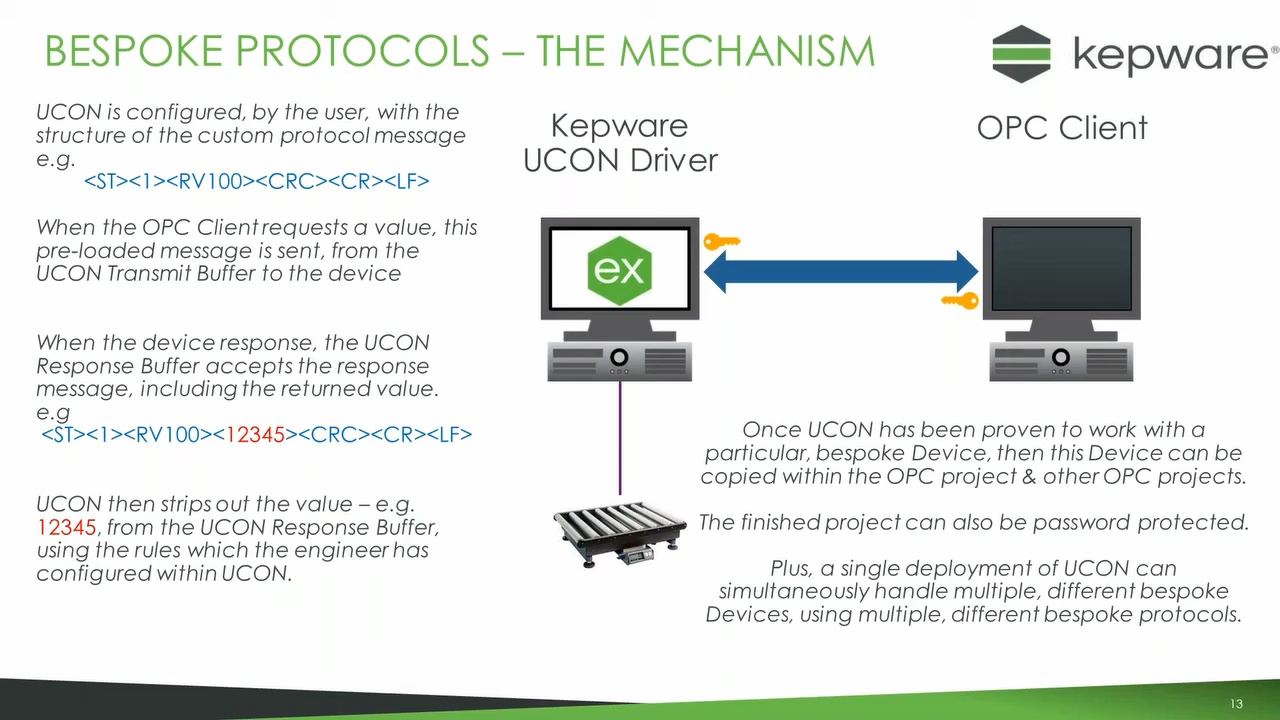 BESPOKE PROTOCOLS – THE MECHANISM
kepware®
UCON is configured, by the user, with the
structure of the custom protocol message
e.g.
<ST><1><RV100><CRC><CR><LF>
When the OPC Client requests a value, this
pre-loaded message is sent, from the
UCON Transmit Buffer to the device
When the device response, the UCON
Response Buffer accepts the response
message, including the returned value.
e.g
<ST><1><RV100><12345><CRC><CR><LF>
UCON then strips out the value – e.g.
12345, from the UCON Response Buffer,
using the rules which the engineer has
configured within UCON.
Kepware
UCON Driver
OPC Client
ex
Once UCON has been proven to work with a
particular, bespoke Device, then this Device can be
copied within the OPC project & other OPC projects.
The finished project can also be password protected.
Plus, a single deployment of UCON can
simultaneously handle multiple, different bespoke
Devices, using multiple, different bespoke protocols.
13